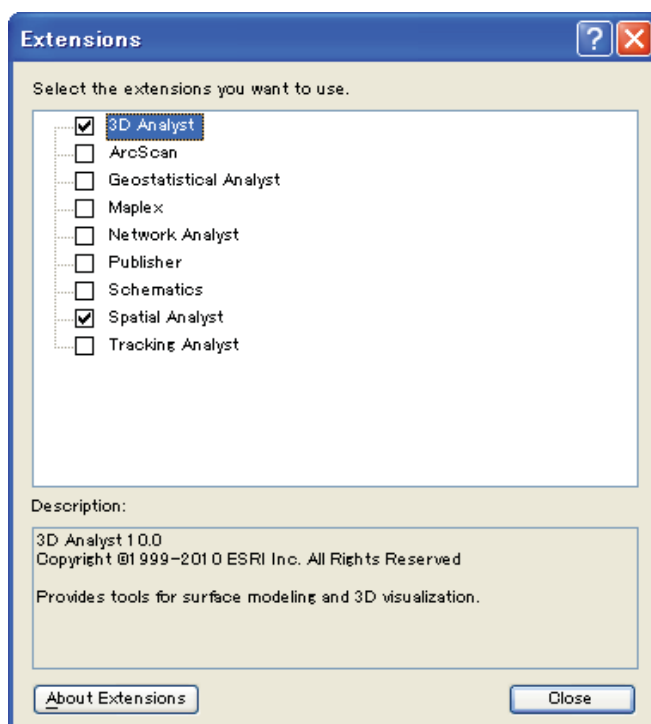 Extensions
Select the extensions you want to use.
3D Analyst
ArcScan
Geostatistical Analyst
Maplex
Network Analyst
Publisher
Schematics
Spatial Analyst
Tracking Analyst
Description:
3D Analyst 10.0
Copyright ©1999-2010 ESRI Inc. All Rights Reserved
Provides tools for surface modeling and 3D visualization.
About Extensions
Close